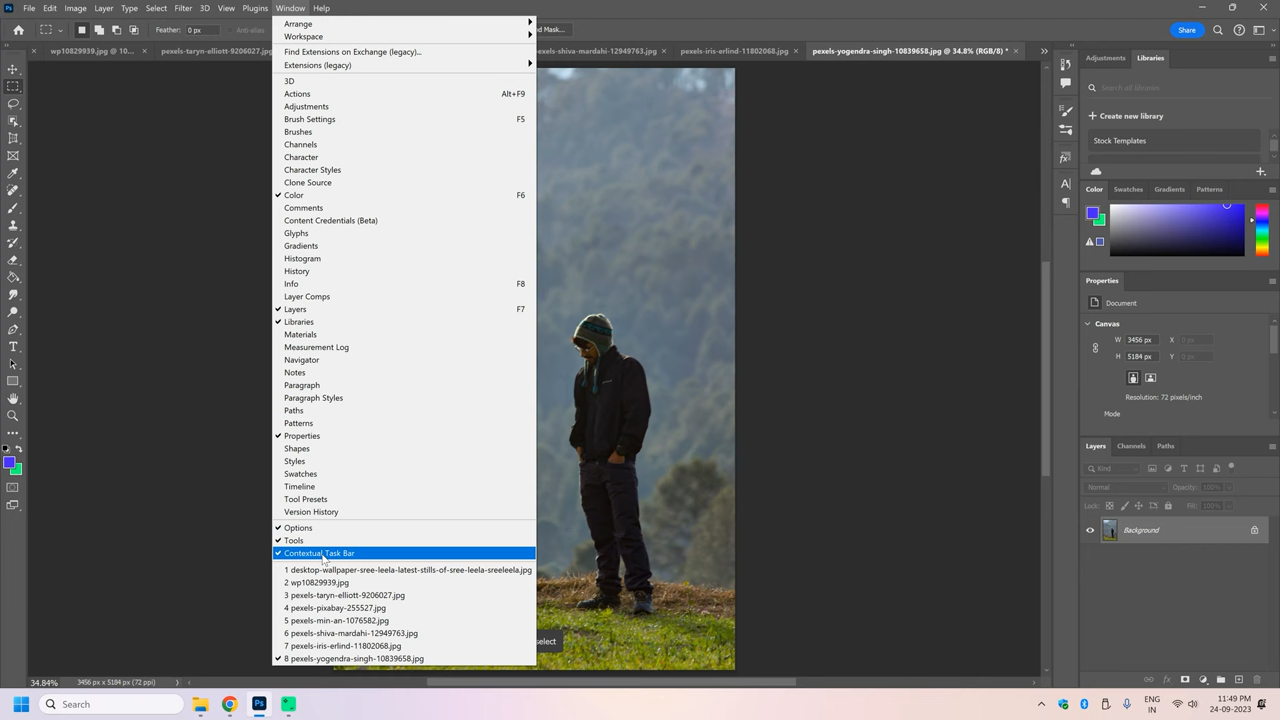 File Edit Image Layer Type Select Filter 3D View Plugins Window Help
Feather: 0 px
Share
wp10829939.jpg @ 10...
pexels-taryn-elliott-9206027.jpg
pexels-shiva-mardahi-12949763.jpg
pexels-iris-erlind-11802068.jpg
pexels-yogendra-singh-10839658.jpg @ 34.8% (RGB/8) *
Arrange
Workspace
Find Extensions on Exchange (legacy)...
Extensions (legacy)
3D
Actions Alt+F9
Adjustments
Brush Settings F5
Brushes
Channels
Character
Character Styles
Clone Source
Color F6
Comments
Content Credentials (Beta)
Glyphs
Gradients
Histogram
History
Info F8
Layer Comps
Layers F7
Libraries
Materials
Measurement Log
Navigator
Notes
Paragraph
Paragraph Styles
Paths
Patterns
Properties
Shapes
Styles
Swatches
Timeline
Tool Presets
Version History
Options
Tools
Contextual Task Bar
1 desktop-wallpaper-sree-leela-latest-stills-of-sree-leela-sreeleela.jpg
2 wp10829939.jpg
3 pexels-taryn-elliott-9206027.jpg
4 pexels-pixabay-255527.jpg
5 pexels-min-an-1076582.jpg
6 pexels-shiva-mardahi-12949763.jpg
7 pexels-iris-erlind-11802068.jpg
8 pexels-yogendra-singh-10839658.jpg
Adjustments Libraries
Search all libraries
Create new library
Stock Templates
Color Swatches Gradients Patterns
Properties
Document
Canvas
W 3456 px X 0 px
H 5184 px Y 0 px
Resolution: 72 pixels/inch
Mode
Layers Channels Paths
Kind
Normal Opacity: 100%
Lock: Fill: 100%
Background
34.84% 3456 px x 5184 px (72 ppi)
Search
Ps
ENG
IN
11:49 PM
24-09-2023